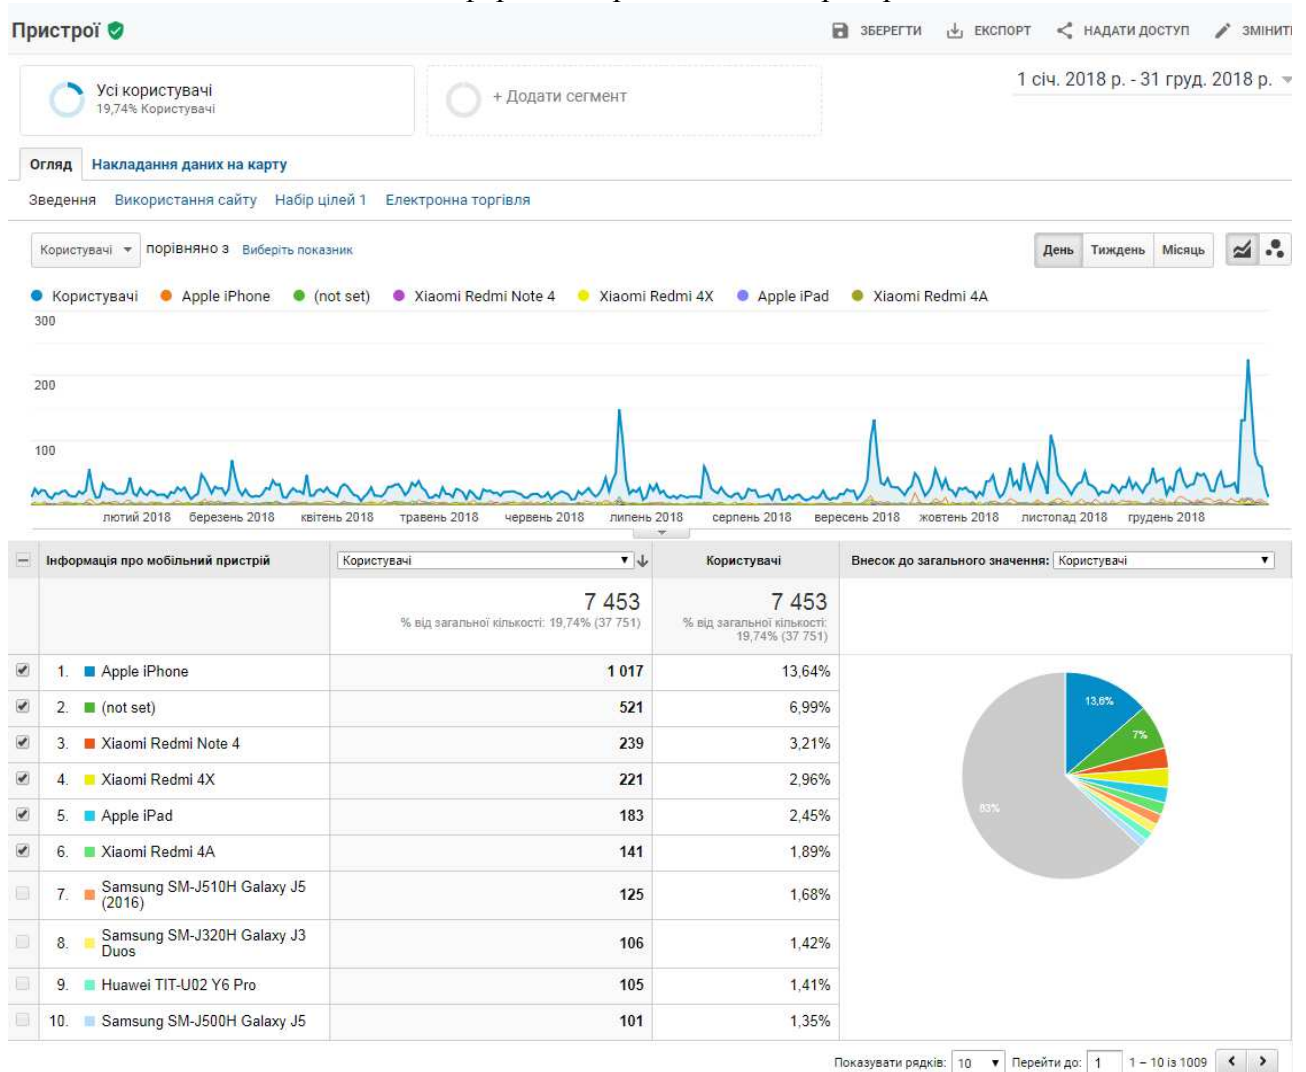 Пристрої
ЗБЕРЕГТИ ЕКСПОРТ НАДАТИ ДОСТУП ЗМІНИТИ
Усі користувачі
19,74% Користувачі
+ Додати сегмент
1 січ. 2018 р. - 31 груд. 2018 р.
Огляд Накладання даних на карту
Зведення Використання сайту Набір цілей 1 Електронна торгівля
Користувачі порівняно з Виберіть показник
День Тиждень Місяць
Користувачі Apple iPhone (not set) Xiaomi Redmi Note 4 Xiaomi Redmi 4X Apple iPad Xiaomi Redmi 4A
300
200
100
лютий 2018 березень 2018 квітень 2018 травень 2018 червень 2018 липень 2018 серпень 2018 вересень 2018 жовтень 2018 листопад 2018 грудень 2018
Інформація про мобільний пристрій Користувачі Користувачі Внесок до загального значення: Користувачі
7 453 7 453
% від загальної кількості: 19,74% (37 751) % від загальної кількості:
19,74% (37 751)
1. Apple iPhone 1 017 13,64%
2. (not set) 521 6,99%
3. Xiaomi Redmi Note 4 239 3,21%
4. Xiaomi Redmi 4X 221 2,96%
5. Apple iPad 183 2,45%
6. Xiaomi Redmi 4A 141 1,89%
7. Samsung SM-J510H Galaxy J5
(2016) 125 1,68%
8. Samsung SM-J320H Galaxy J3
Duos 106 1,42%
9. Huawei TIT-U02 Y6 Pro 105 1,41%
10. Samsung SM-J500H Galaxy J5 101 1,35%
13,6%
7%
63%
Показувати рядків: 10 Перейти до: 1 1 – 10 із 1009